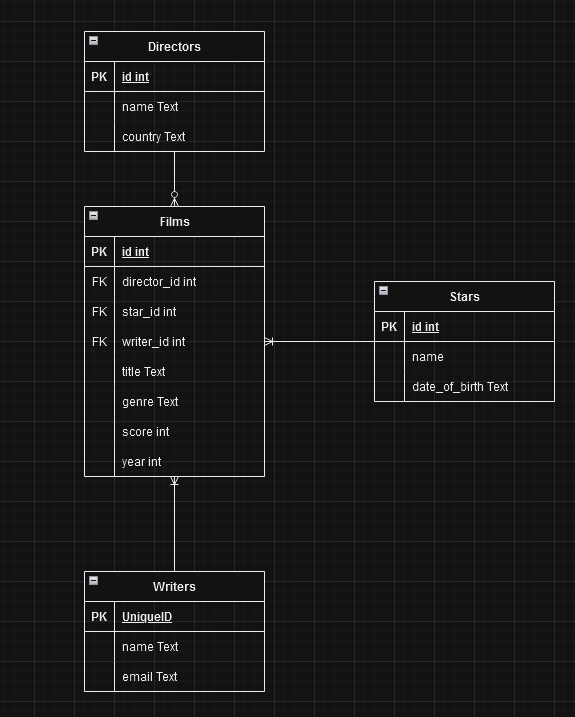 Directors
PK id int
name Text
country Text
Films
PK id int
FK director_id int
FK star_id int
FK writer_id int
title Text
genre Text
score int
year int
Stars
PK id int
name
date_of_birth Text
Writers
PK UniqueID
name Text
email Text